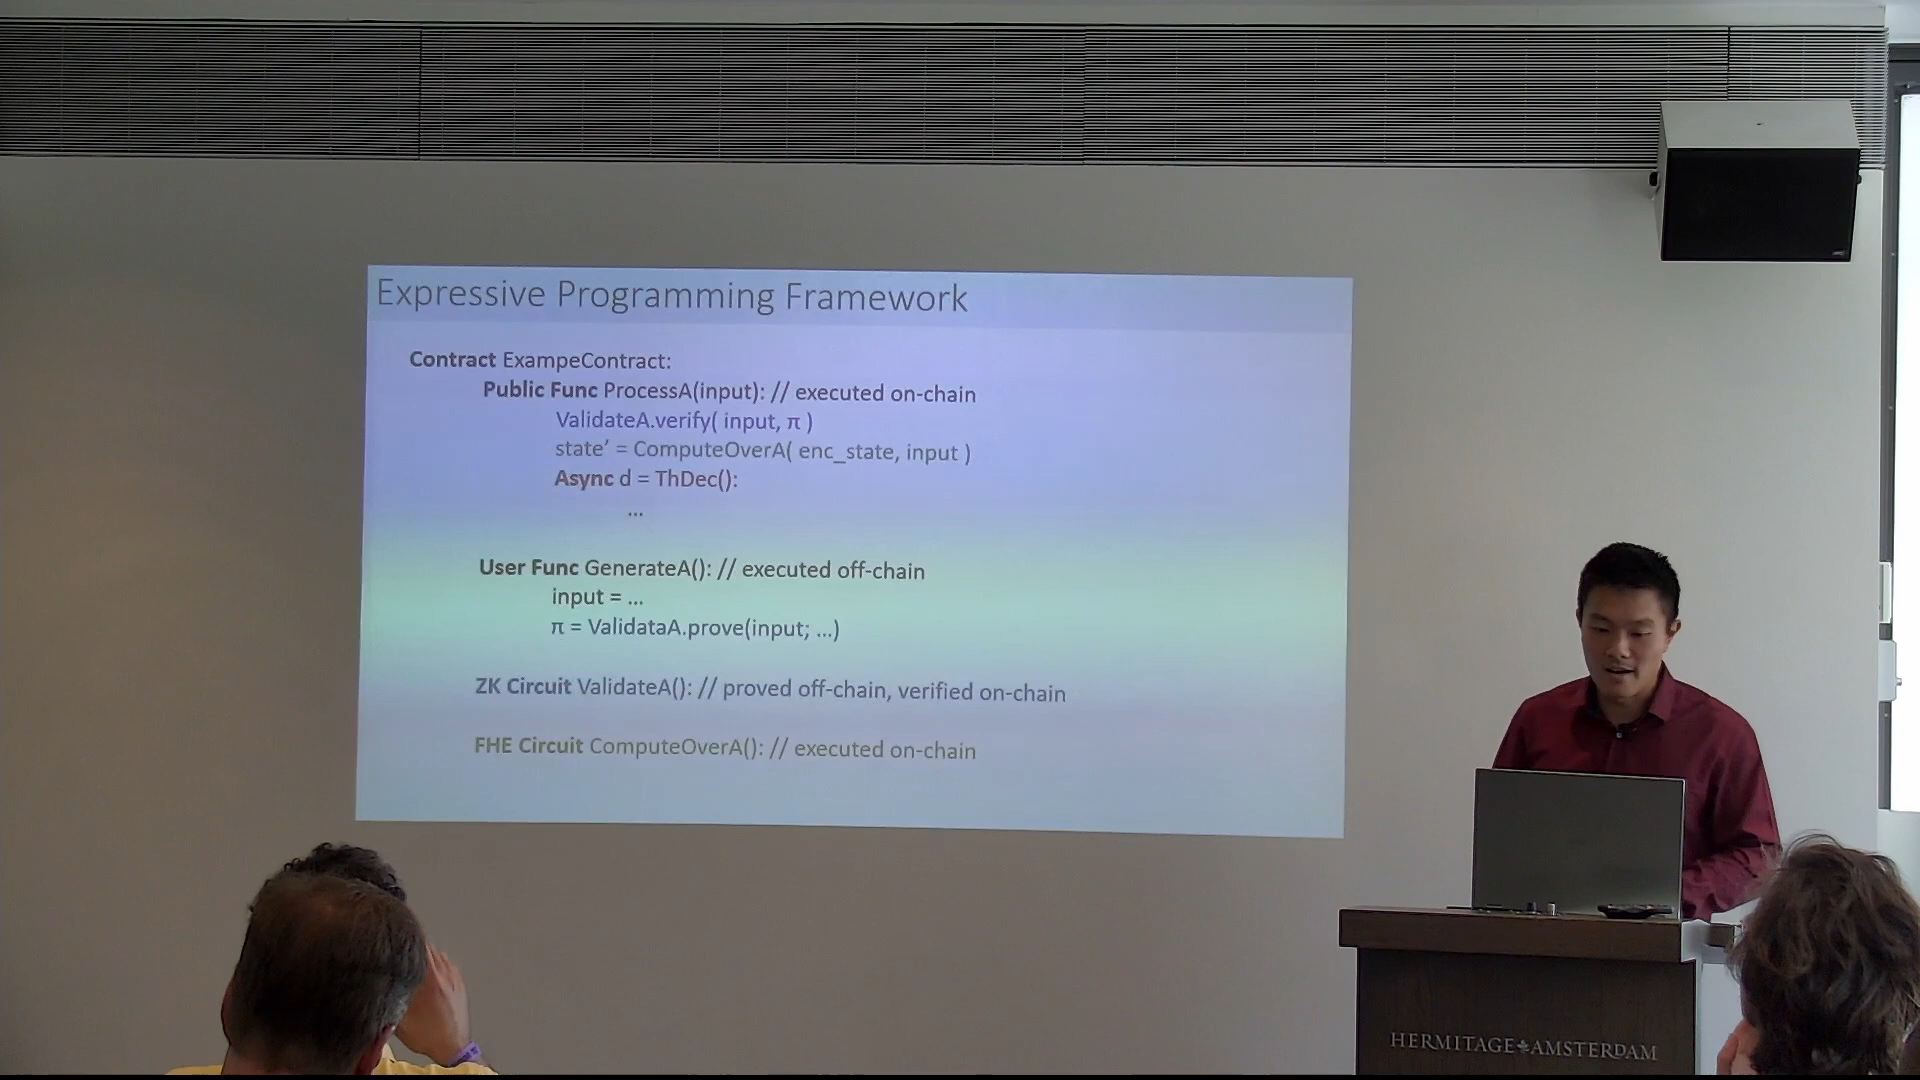 Expressive Programming Framework
Contract ExampeContract:
Public Func ProcessA(input): // executed on-chain
ValidateA.verify( input, π )
state’ = ComputeOverA( enc_state, input )
Async d = ThDec():
...
User Func GenerateA(): // executed off-chain
input = ...
π = ValidataA.prove(input; ...)
ZK Circuit ValidateA(): // proved off-chain, verified on-chain
FHE Circuit ComputeOverA(): // executed on-chain
HERMITAGE AMSTERDAM